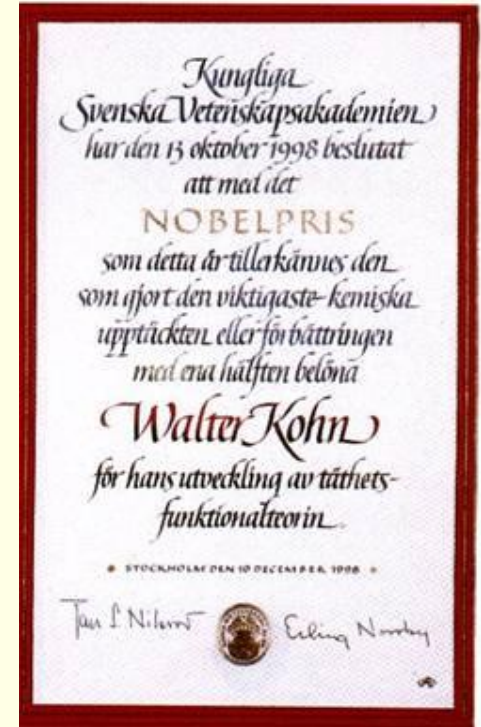 Kungliga
Svenska Vetenskapsakademien
har den 13 oktober 1998 beslutat
att med det
NOBELPRIS
som detta år tillerkännes den
som gjort den viktigaste kemiska
upptäckten eller förbättringen
med ena hälften belöna
Walter Kohn
för hans utveckling av täthets-
funktionalteorin
STOCKHOLM DEN 10 DECEMBER 1998
Erling Norrby